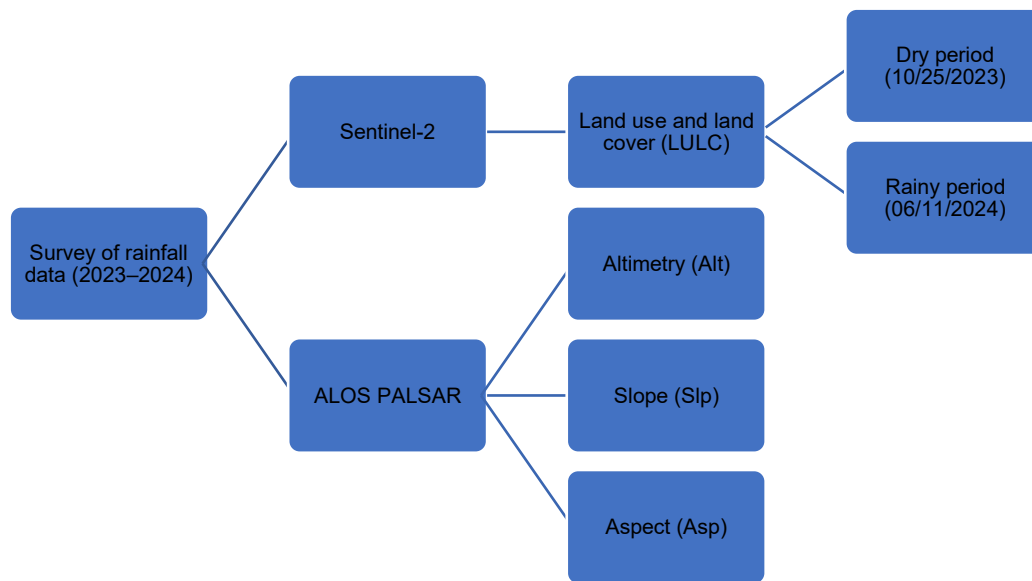 Survey of rainfall
data (2023–2024)
Sentinel-2
Land use and land
cover (LULC)
Dry period
(10/25/2023)
Rainy period
(06/11/2024)
ALOS PALSAR
Altimetry (Alt)
Slope (Slp)
Aspect (Asp)